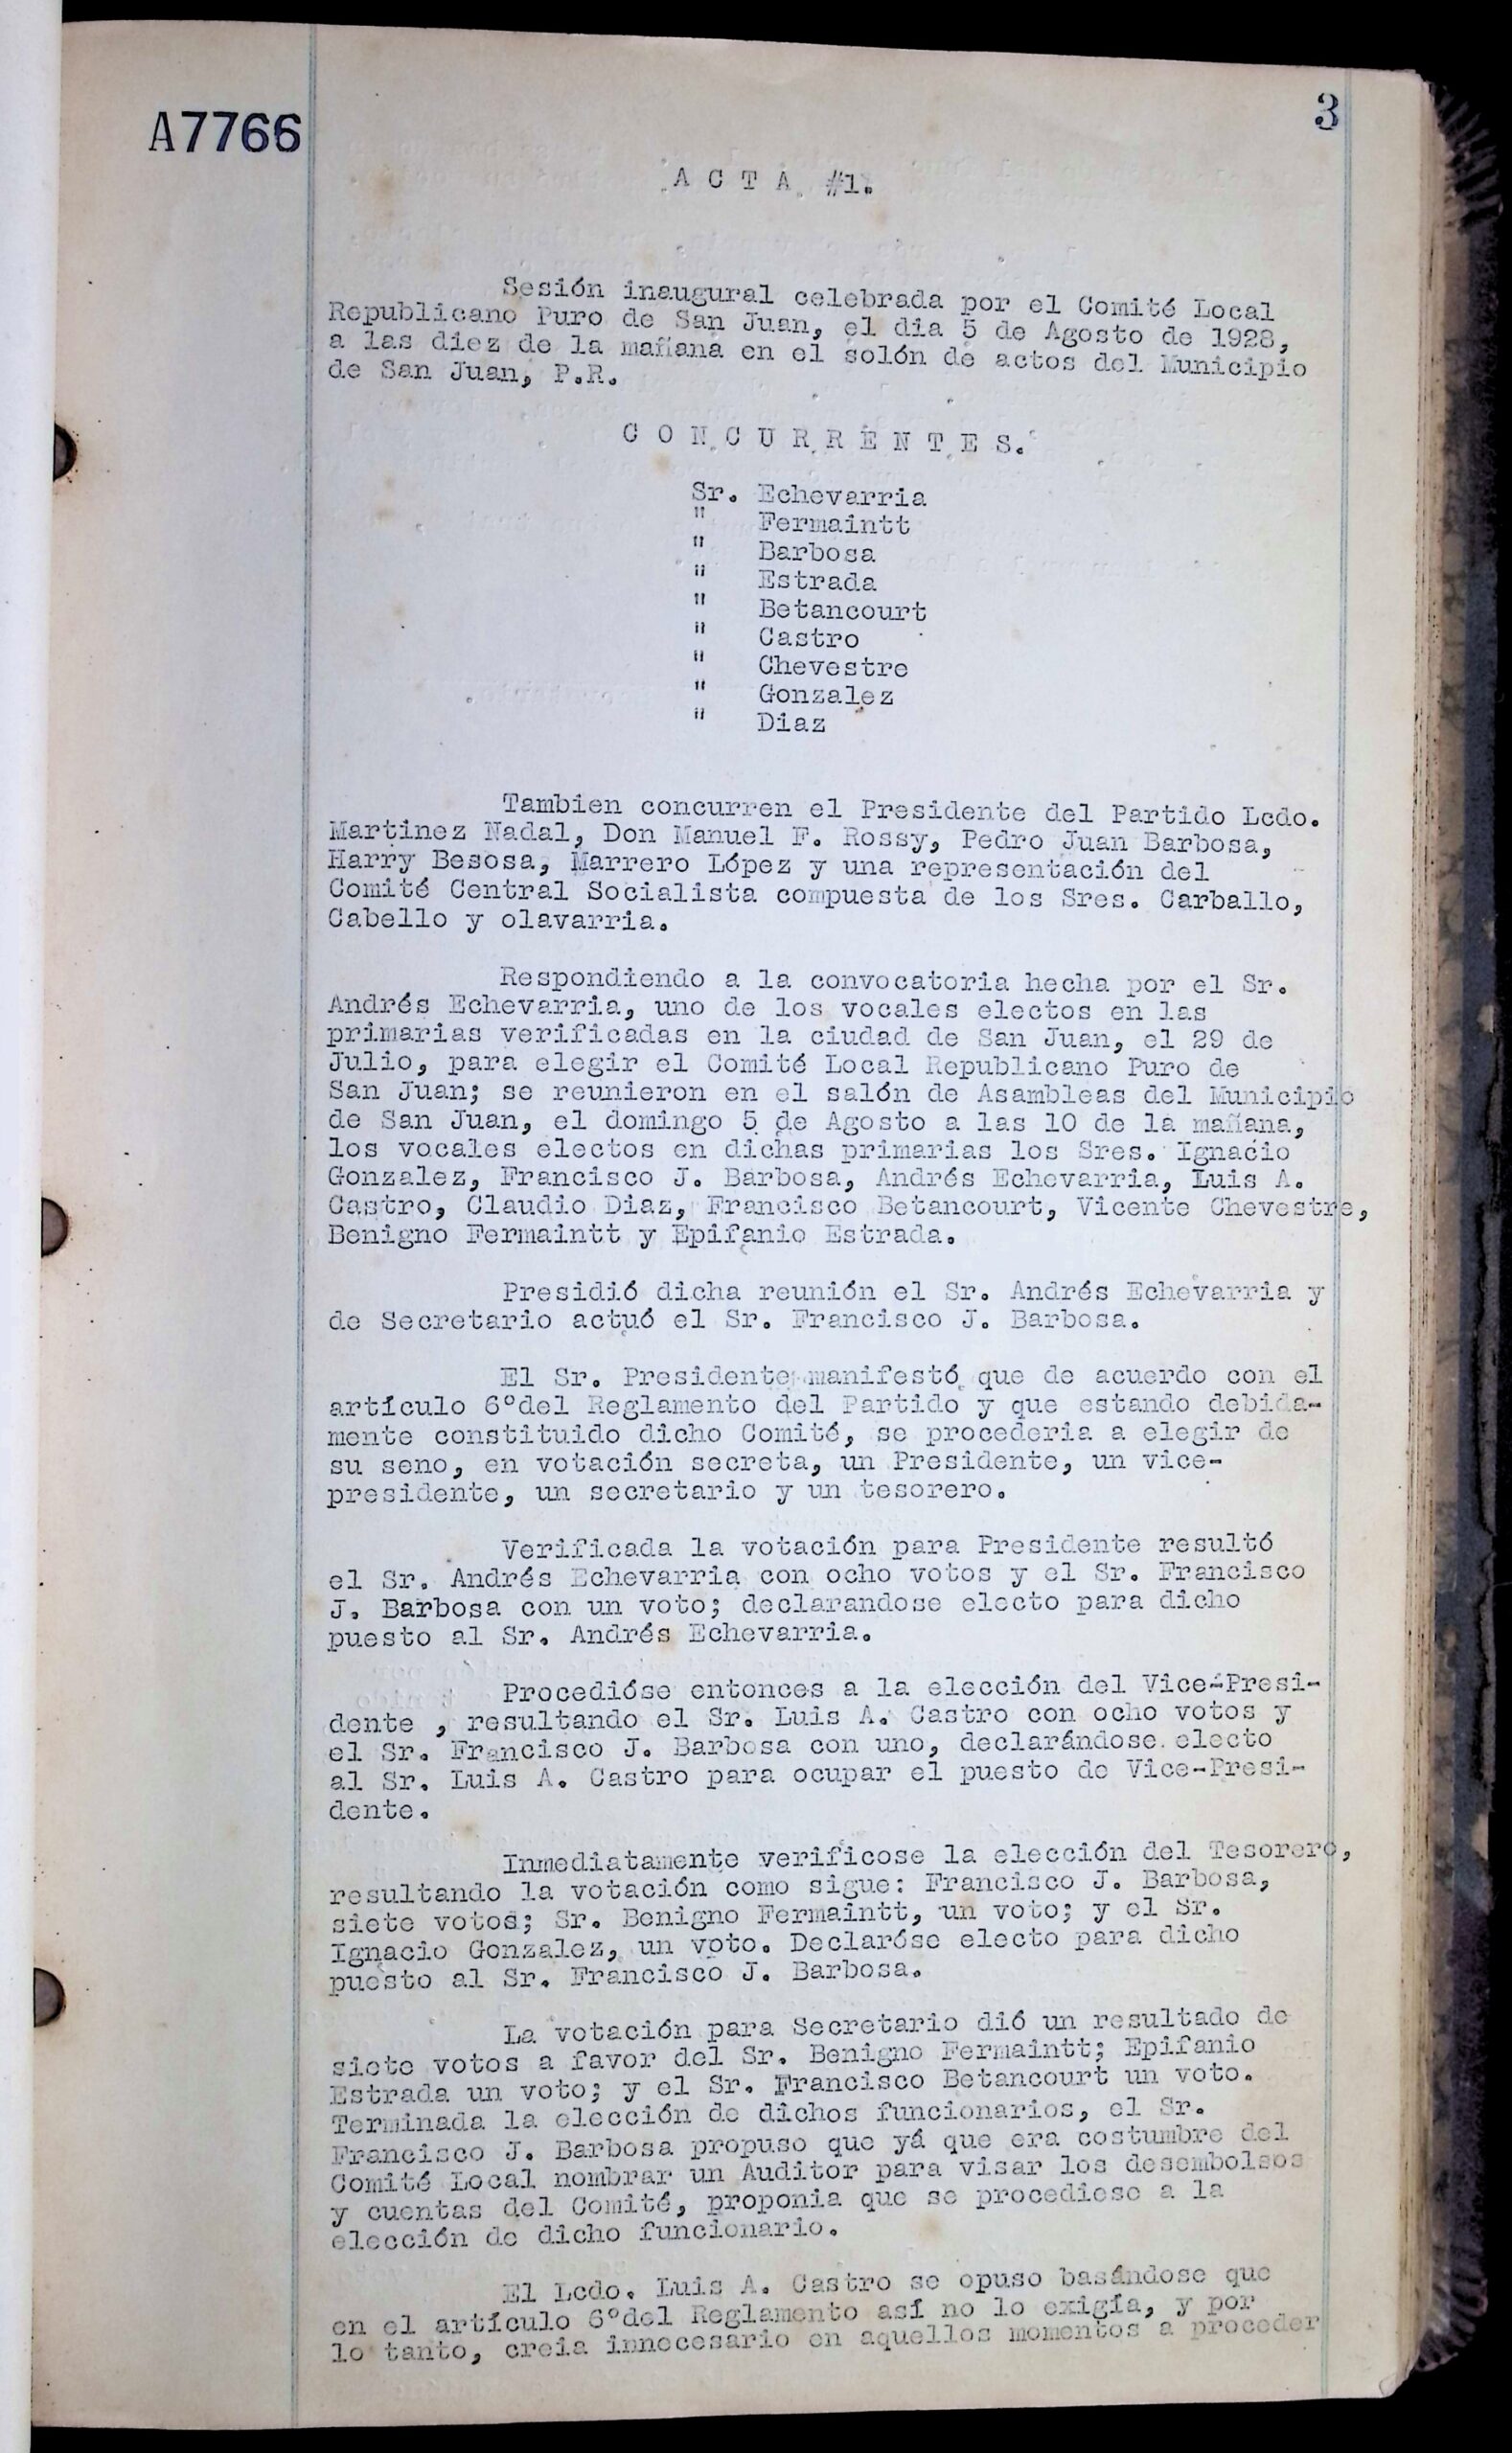 A7766
3
A C T A #1.
Sesión inaugural celebrada por el Comité Local
Republicano Puro de San Juan, el dia 5 de Agosto de 1928,
a las diez de la mañana en el solón de actos del Municipio
de San Juan, P.R.
C O N C U R R E N T E S.
Sr. Echevarria
" Fermaintt
" Barbosa
" Estrada
" Betancourt
" Castro
" Chevestre
" Gonzalez
" Diaz
Tambien concurren el Presidente del Partido Lcdo.
Martinez Nadal, Don Manuel F. Rossy, Pedro Juan Barbosa,
Harry Besosa, Marrero López y una representación del
Comité Central Socialista compuesta de los Sres. Carballo,
Cabello y olavarria.
Respondiendo a la convocatoria hecha por el Sr.
Andrés Echevarria, uno de los vocales electos en las
primarias verificadas en la ciudad de San Juan, el 29 de
Julio, para elegir el Comité Local Republicano Puro de
San Juan; se reunieron en el salón de Asambleas del Municipio
de San Juan, el domingo 5 de Agosto a las 10 de la mañana,
los vocales electos en dichas primarias los Sres. Ignacio
Gonzalez, Francisco J. Barbosa, Andrés Echevarria, Luis A.
Castro, Claudio Diaz, Francisco Betancourt, Vicente Chevestre,
Benigno Fermaintt y Epifanio Estrada.
Presidió dicha reunión el Sr. Andrés Echevarria y
de Secretario actuó el Sr. Francisco J. Barbosa.
El Sr. Presidente manifestó que de acuerdo con el
artículo 6°del Reglamento del Partido y que estando debida-
mente constituido dicho Comité, se procederia a elegir de
su seno, en votación secreta, un Presidente, un vice-
presidente, un secretario y un tesorero.
Verificada la votación para Presidente resultó
el Sr. Andrés Echevarria con ocho votos y el Sr. Francisco
J. Barbosa con un voto; declarandose electo para dicho
puesto al Sr. Andrés Echevarria.
Procedióse entonces a la elección del Vice-Presi-
dente , resultando el Sr. Luis A. Castro con ocho votos y
el Sr. Francisco J. Barbosa con uno, declarándose electo
al Sr. Luis A. Castro para ocupar el puesto de Vice-Presi-
dente.
Inmediatamente verificose la elección del Tesorero,
resultando la votación como sigue: Francisco J. Barbosa,
siete votos; Sr. Benigno Fermaintt, un voto; y el Sr.
Ignacio Gonzalez, un voto. Declaróse electo para dicho
puesto al Sr. Francisco J. Barbosa.
La votación para Secretario dió un resultado de
siete votos a favor del Sr. Benigno Fermaintt; Epifanio
Estrada un voto; y el Sr. Francisco Betancourt un voto.
Terminada la elección de dichos funcionarios, el Sr.
Francisco J. Barbosa propuso que yá que era costumbre del
Comité Local nombrar un Auditor para visar los desembolsos
y cuentas del Comité, proponia que se procediese a la
elección de dicho funcionario.
El Lcdo. Luis A. Castro se opuso basándose que
en el artículo 6°del Reglamento así no lo exigía, y por
lo tanto, creia innecesario en aquellos momentos a proceder